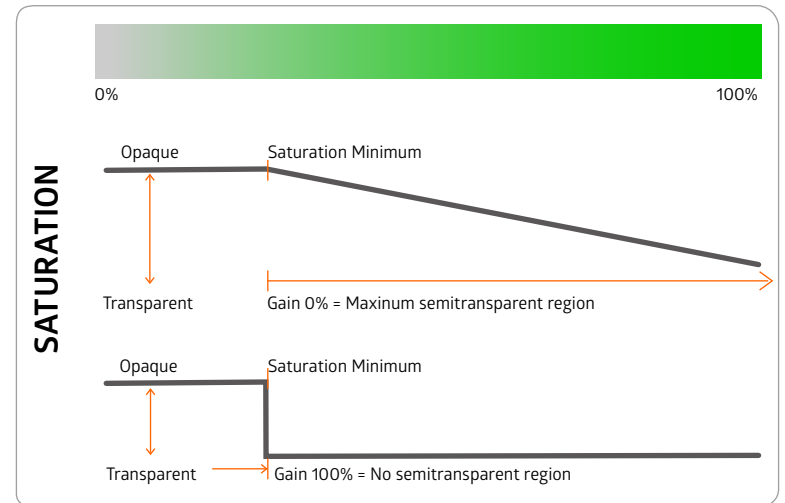 0%
100%
SATURATION
Opaque
Saturation Minimum
Transparent
Gain 0% = Maxinum semitransparent region
Opaque
Saturation Minimum
Transparent
Gain 100% = No semitransparent region